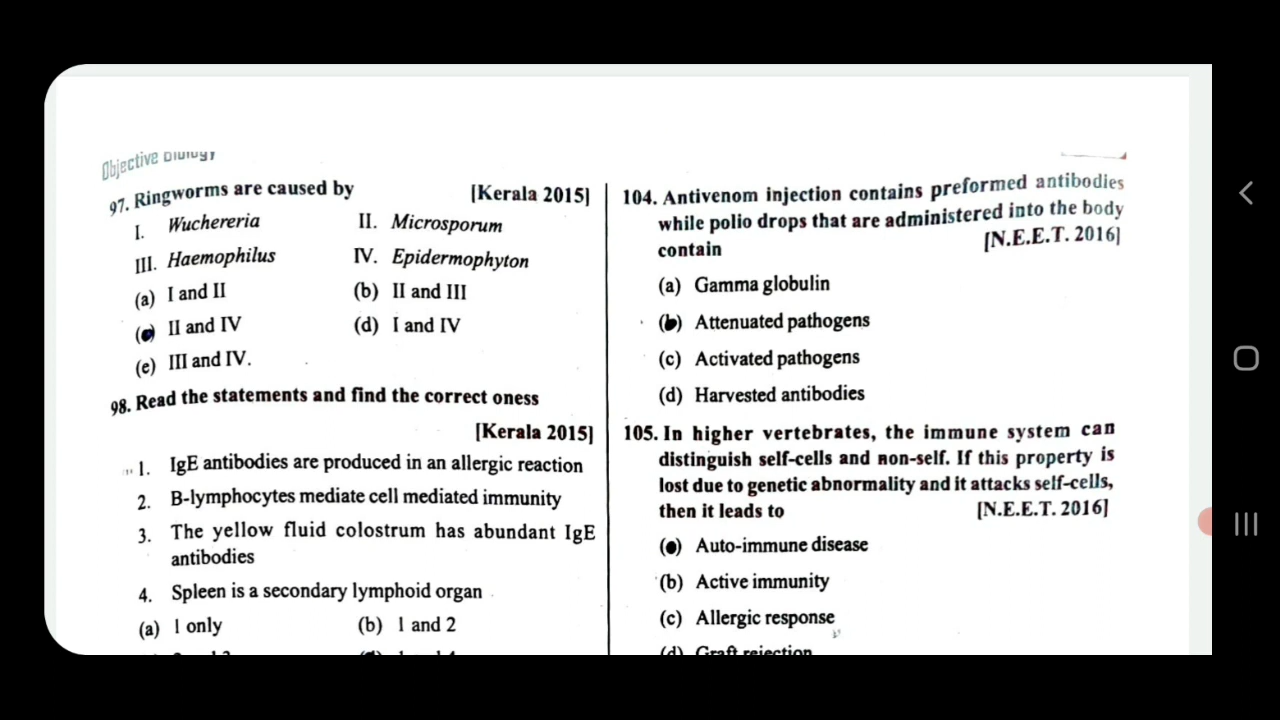 Objective Biology
97. Ringworms are caused by [Kerala 2015]
I. Wuchereria II. Microsporum
III. Haemophilus IV. Epidermophyton
(a) I and II (b) II and III
(c) II and IV (d) I and IV
(e) III and IV.
98. Read the statements and find the correct oness
[Kerala 2015]
1. IgE antibodies are produced in an allergic reaction
2. B-lymphocytes mediate cell mediated immunity
3. The yellow fluid colostrum has abundant IgE
antibodies
4. Spleen is a secondary lymphoid organ
(a) 1 only (b) 1 and 2
104. Antivenom injection contains preformed antibodies
while polio drops that are administered into the body
contain [N.E.E.T. 2016]
(a) Gamma globulin
(b) Attenuated pathogens
(c) Activated pathogens
(d) Harvested antibodies
105. In higher vertebrates, the immune system can
distinguish self-cells and non-self. If this property is
lost due to genetic abnormality and it attacks self-cells,
then it leads to [N.E.E.T. 2016]
(a) Auto-immune disease
(b) Active immunity
(c) Allergic response
(d) Graft rejection